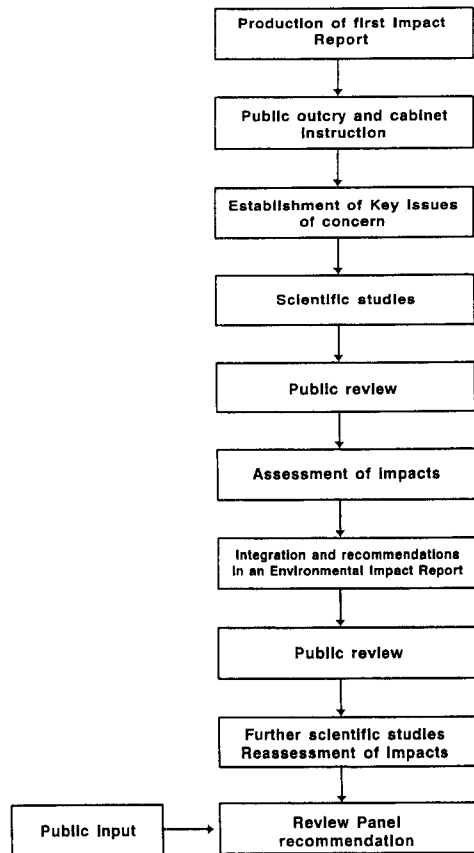 Production of first Impact
Report
Public outcry and cabinet
instruction
Establishment of Key Issues
of concern
Scientific studies
Public review
Assessment of impacts
Integration and recommendations
in an Environmental Impact Report
Public review
Further scientific studies
Reassessment of impacts
Public input
Review Panel
recommendation